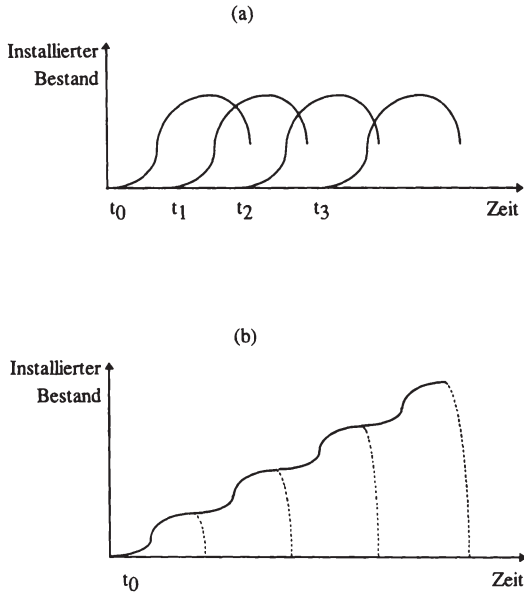 (a)
Installierter
Bestand
t0 t1 t2 t3 Zeit
(b)
Installierter
Bestand
t0 Zeit